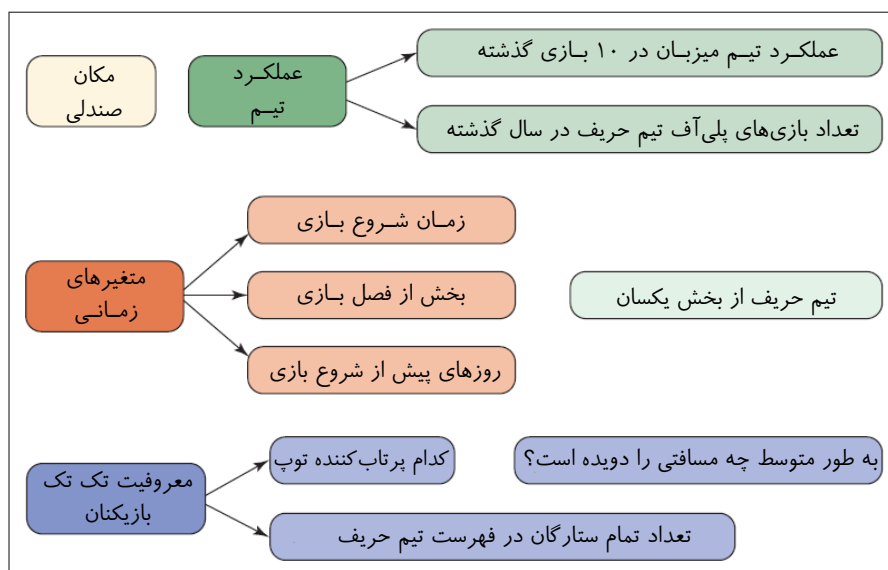 مکان
صندلی
عملکرد
تیم
عملکرد تیم میزبان در ۱۰ بازی گذشته
تعداد بازی‌های پلی‌آف تیم حریف در سال گذشته
متغیرهای
زمانی
زمان شروع بازی
بخش از فصل بازی
روزهای پیش از شروع بازی
تیم حریف از بخش یکسان
معروفیت تک تک
بازیکنان
کدام پرتاب‌کننده توپ
به طور متوسط چه مسافتی را دویده است؟
تعداد تمام ستارگان در فهرست تیم حریف